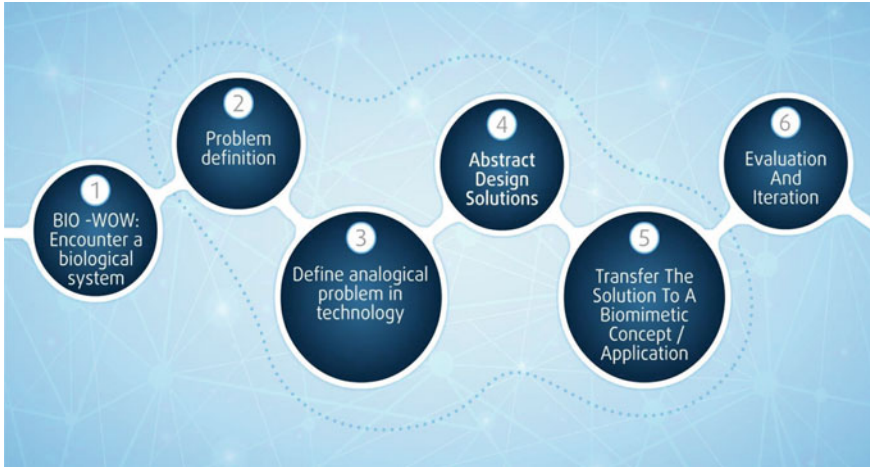 1
BIO -WOW:
Encounter a
biological
system
2
Problem
definition
3
Define analogical
problem in
technology
4
Abstract
Design
Solutions
5
Transfer The
Solution To A
Biomimetic
Concept /
Application
6
Evaluation
And
Iteration